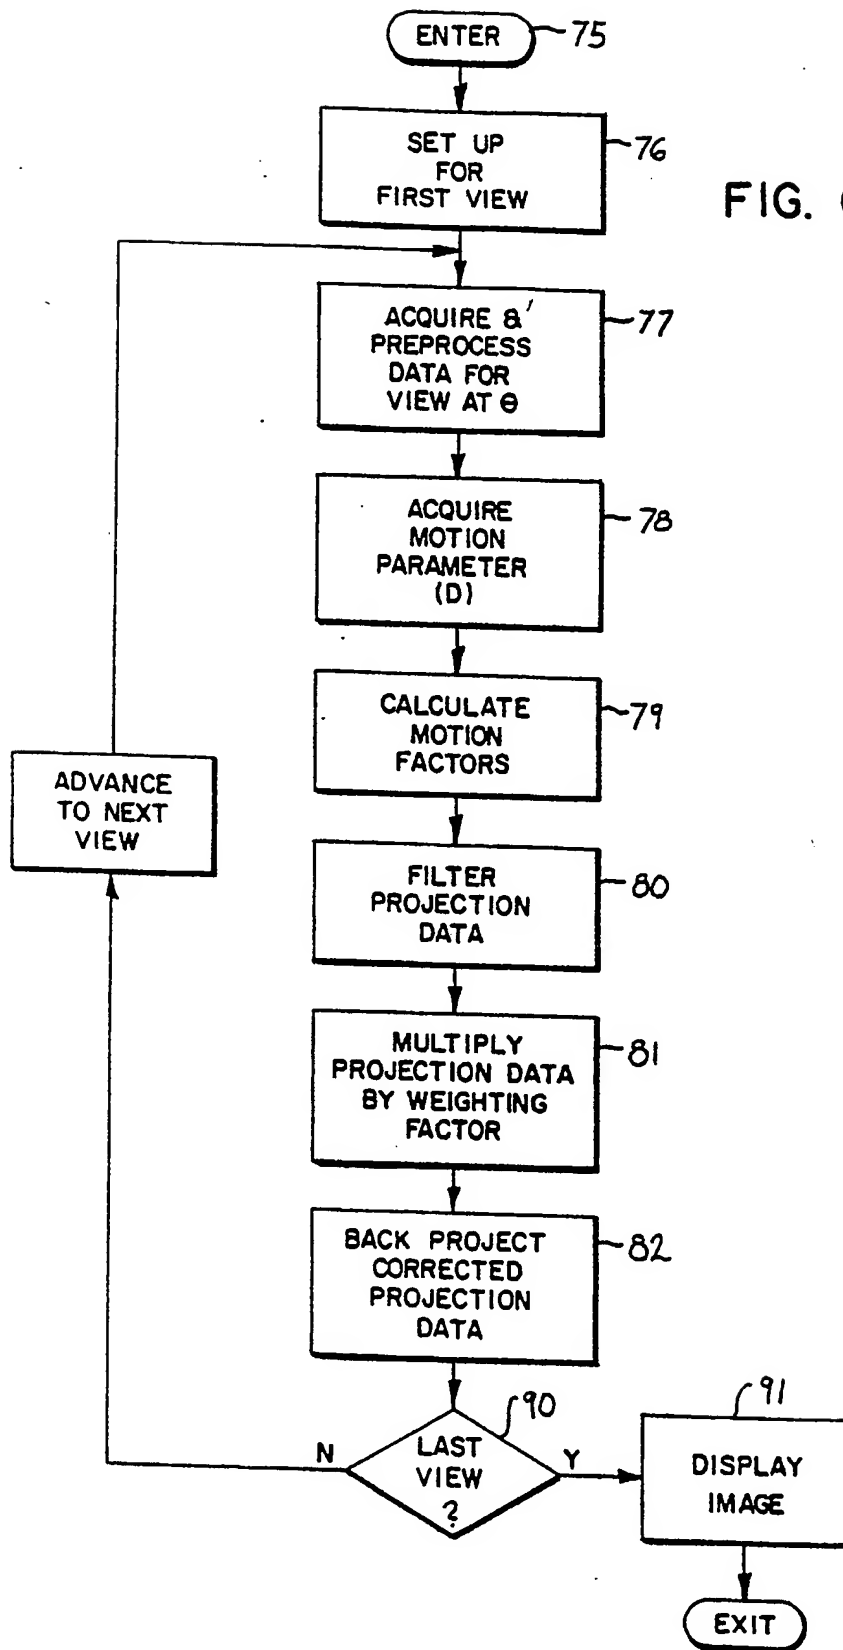 ENTER
75
SET UP
FOR
FIRST VIEW
76
FIG.
ACQUIRE &
PREPROCESS
DATA FOR
VIEW AT θ
77
ACQUIRE
MOTION
PARAMETER
(D)
78
CALCULATE
MOTION
FACTORS
79
ADVANCE
TO NEXT
VIEW
FILTER
PROJECTION
DATA
80
MULTIPLY
PROJECTION DATA
BY WEIGHTING
FACTOR
81
BACK PROJECT
CORRECTED
PROJECTION
DATA
82
LAST
VIEW
?
90
N
Y
91
DISPLAY
IMAGE
EXIT